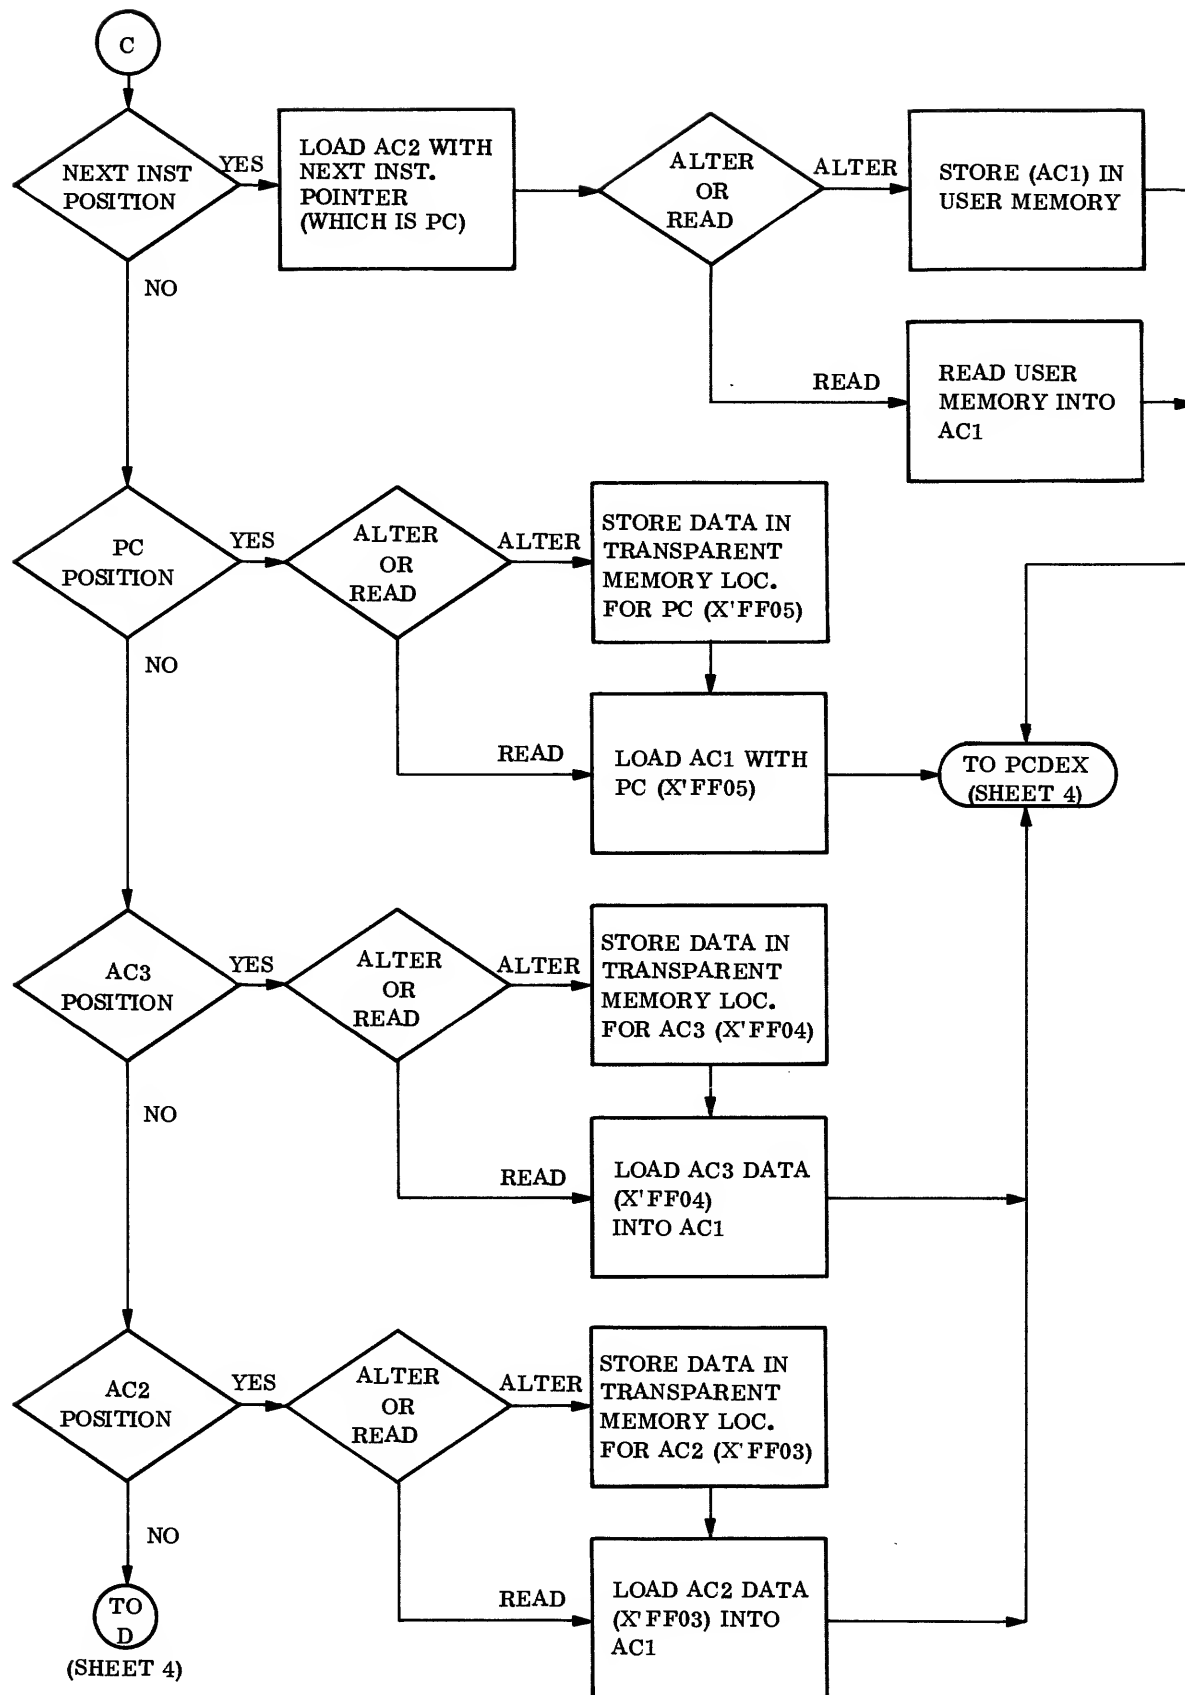 C
NEXT INST
POSITION
YES
LOAD AC2 WITH
NEXT INST.
POINTER
(WHICH IS PC)
ALTER
OR
READ
ALTER
STORE (AC1) IN
USER MEMORY
NO
READ
READ USER
MEMORY INTO
AC1
PC
POSITION
YES
ALTER
OR
READ
ALTER
STORE DATA IN
TRANSPARENT
MEMORY LOC.
FOR PC (X'FF05)
NO
READ
LOAD AC1 WITH
PC (X'FF05)
TO PCDEX
(SHEET 4)
AC3
POSITION
YES
ALTER
OR
READ
ALTER
STORE DATA IN
TRANSPARENT
MEMORY LOC.
FOR AC3 (X'FF04)
NO
READ
LOAD AC3 DATA
(X'FF04)
INTO AC1
AC2
POSITION
YES
ALTER
OR
READ
ALTER
STORE DATA IN
TRANSPARENT
MEMORY LOC.
FOR AC2 (X'FF03)
NO
READ
LOAD AC2 DATA
(X'FF03) INTO
AC1
TO
D
(SHEET 4)